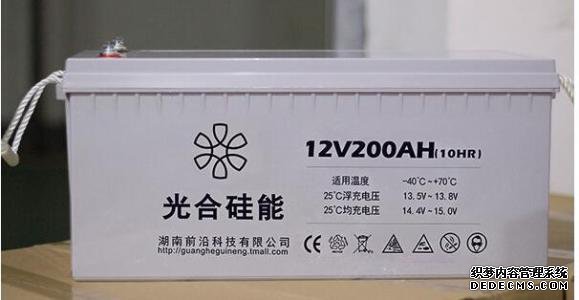 12V200AH(10HR)
适用温度 -40℃~+70℃
25℃浮充电压 13.5V~13.8V
25℃均充电压 14.4V~15.0V
光合硅能
湖南前沿科技有限公司
http://guangheguineng.tmall.com
CE
织梦内容管理系统
DEDECMS.COM